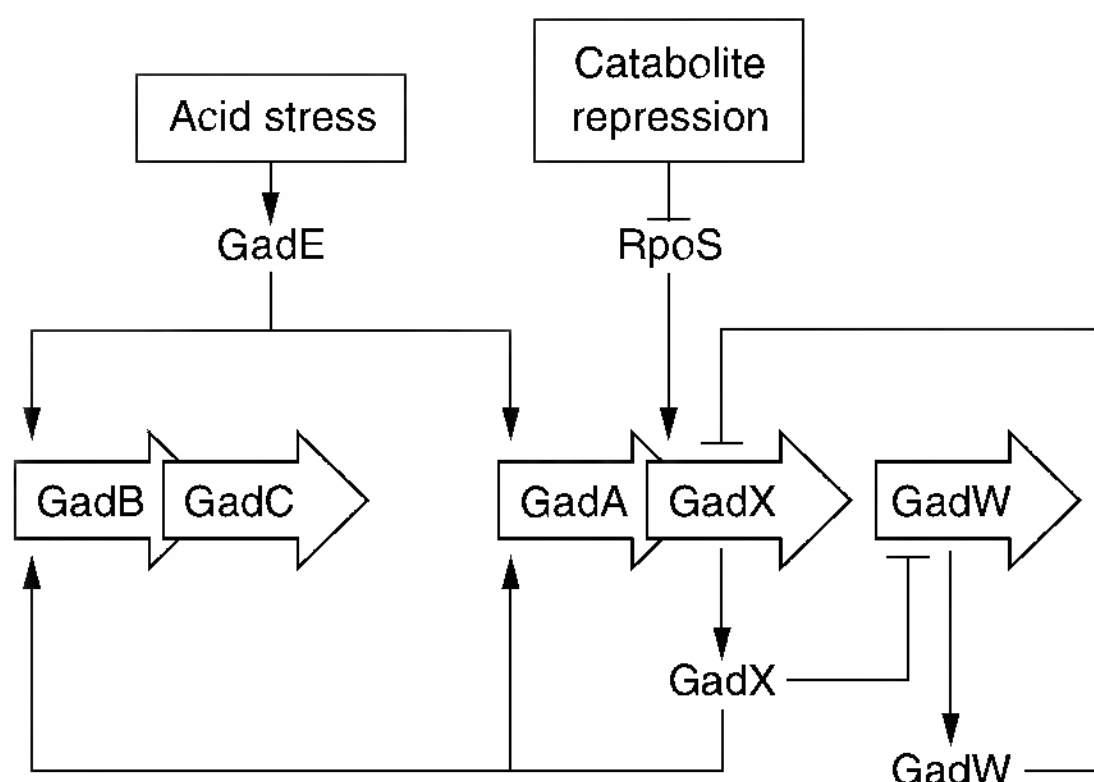 Acid stress
Catabolite
repression
GadE
RpoS
GadB
GadC
GadA
GadX
GadW
GadX
GadW